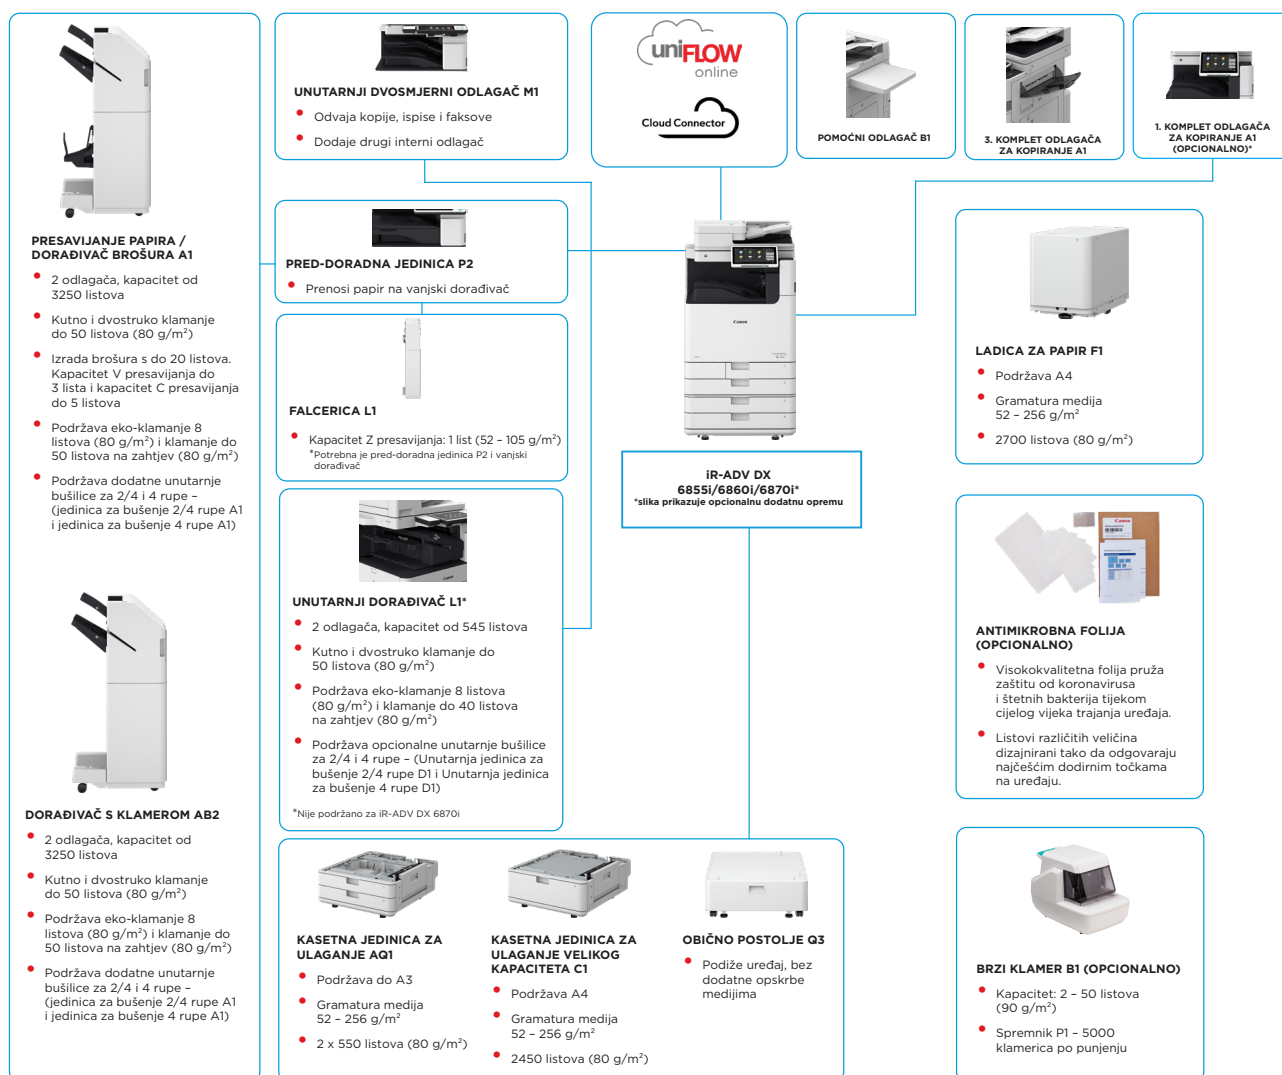 PRESAVIJANJE PAPIRA /
DORAĐIVAČ BROŠURA A1
2 odlagača, kapacitet od
3250 listova
Kutno i dvostruko klamanje
do 50 listova (80 g/m²)
Izrada brošura s do 20 listova.
Kapacitet V presavijanja do
3 lista i kapacitet C presavijanja
do 5 listova
Podržava eko-klamanje 8
listova (80 g/m²) i klamanje do
50 listova na zahtjev (80 g/m²)
Podržava dodatne unutarnje
bušilice za 2/4 i 4 rupe –
(jedinica za bušenje 2/4 rupe A1
i jedinica za bušenje 4 rupe A1)
DORAĐIVAČ S KLAMEROM AB2
2 odlagača, kapacitet od
3250 listova
Kutno i dvostruko klamanje
do 50 listova (80 g/m²)
Podržava eko-klamanje 8
listova (80 g/m²) i klamanje do
50 listova na zahtjev (80 g/m²)
Podržava dodatne unutarnje
bušilice za 2/4 i 4 rupe –
(jedinica za bušenje 2/4 rupe A1
i jedinica za bušenje 4 rupe A1)
UNUTARNJI DVOSMJERNI ODLAGAČ M1
Odvaja kopije, ispise i faksove
Dodaje drugi interni odlagač
PRED-DORADNA JEDINICA P2
Prenosi papir na vanjski dorađivač
FALCERICA L1
Kapacitet Z presavijanja: 1 list (52 – 105 g/m²)
*Potrebna je pred-doradna jedinica P2 i vanjski
dorađivač
UNUTARNJI DORAĐIVAČ L1*
2 odlagača, kapacitet od 545 listova
Kutno i dvostruko klamanje do
50 listova (80 g/m²)
Podržava eko-klamanje 8 listova
(80 g/m²) i klamanje do 40 listova
na zahtjev (80 g/m²)
Podržava opcionalne unutarnje bušilice
za 2/4 i 4 rupe – (Unutarnja jedinica za
bušenje 2/4 rupe D1 i Unutarnja jedinica
za bušenje 4 rupe D1)
*Nije podržano za iR-ADV DX 6870i
KASETNA JEDINICA ZA
ULAGANJE AQ1
Podržava do A3
Gramatura medija
52 – 256 g/m²
2 x 550 listova (80 g/m²)
KASETNA JEDINICA ZA
ULAGANJE VELIKOG
KAPACITETA C1
Podržava A4
Gramatura medija
52 – 256 g/m²
2450 listova (80 g/m²)
OBIČNO POSTOLJE Q3
Podiže uređaj, bez
dodatne opskrbe
medijima
uniFLOW
online
Cloud Connector
Canon
iR-ADV DX
6855i/6860i/6870i*
*slika prikazuje opcionalnu dodatnu opremu
POMOĆNI ODLAGAČ B1
3. KOMPLET ODLAGAČA
ZA KOPIRANJE A1
1. KOMPLET ODLAGAČA
ZA KOPIRANJE A1
(OPCIONALNO)*
LADICA ZA PAPIR F1
Podržava A4
Gramatura medija
52 – 256 g/m²
2700 listova (80 g/m²)
Canon
ANTIMIKROBNA FOLIJA
(OPCIONALNO)
Visokokvalitetna folija pruža
zaštitu od koronavirusa
i štetnih bakterija tijekom
cijelog vijeka trajanja uređaja.
Listovi različitih veličina
dizajnirani tako da odgovaraju
najčešćim dodirnim točkama
na uređaju.
BRZI KLAMER B1 (OPCIONALNO)
Kapacitet: 2 – 50 listova
(90 g/m²)
Spremnik P1 – 5000
klamerica po punjenju